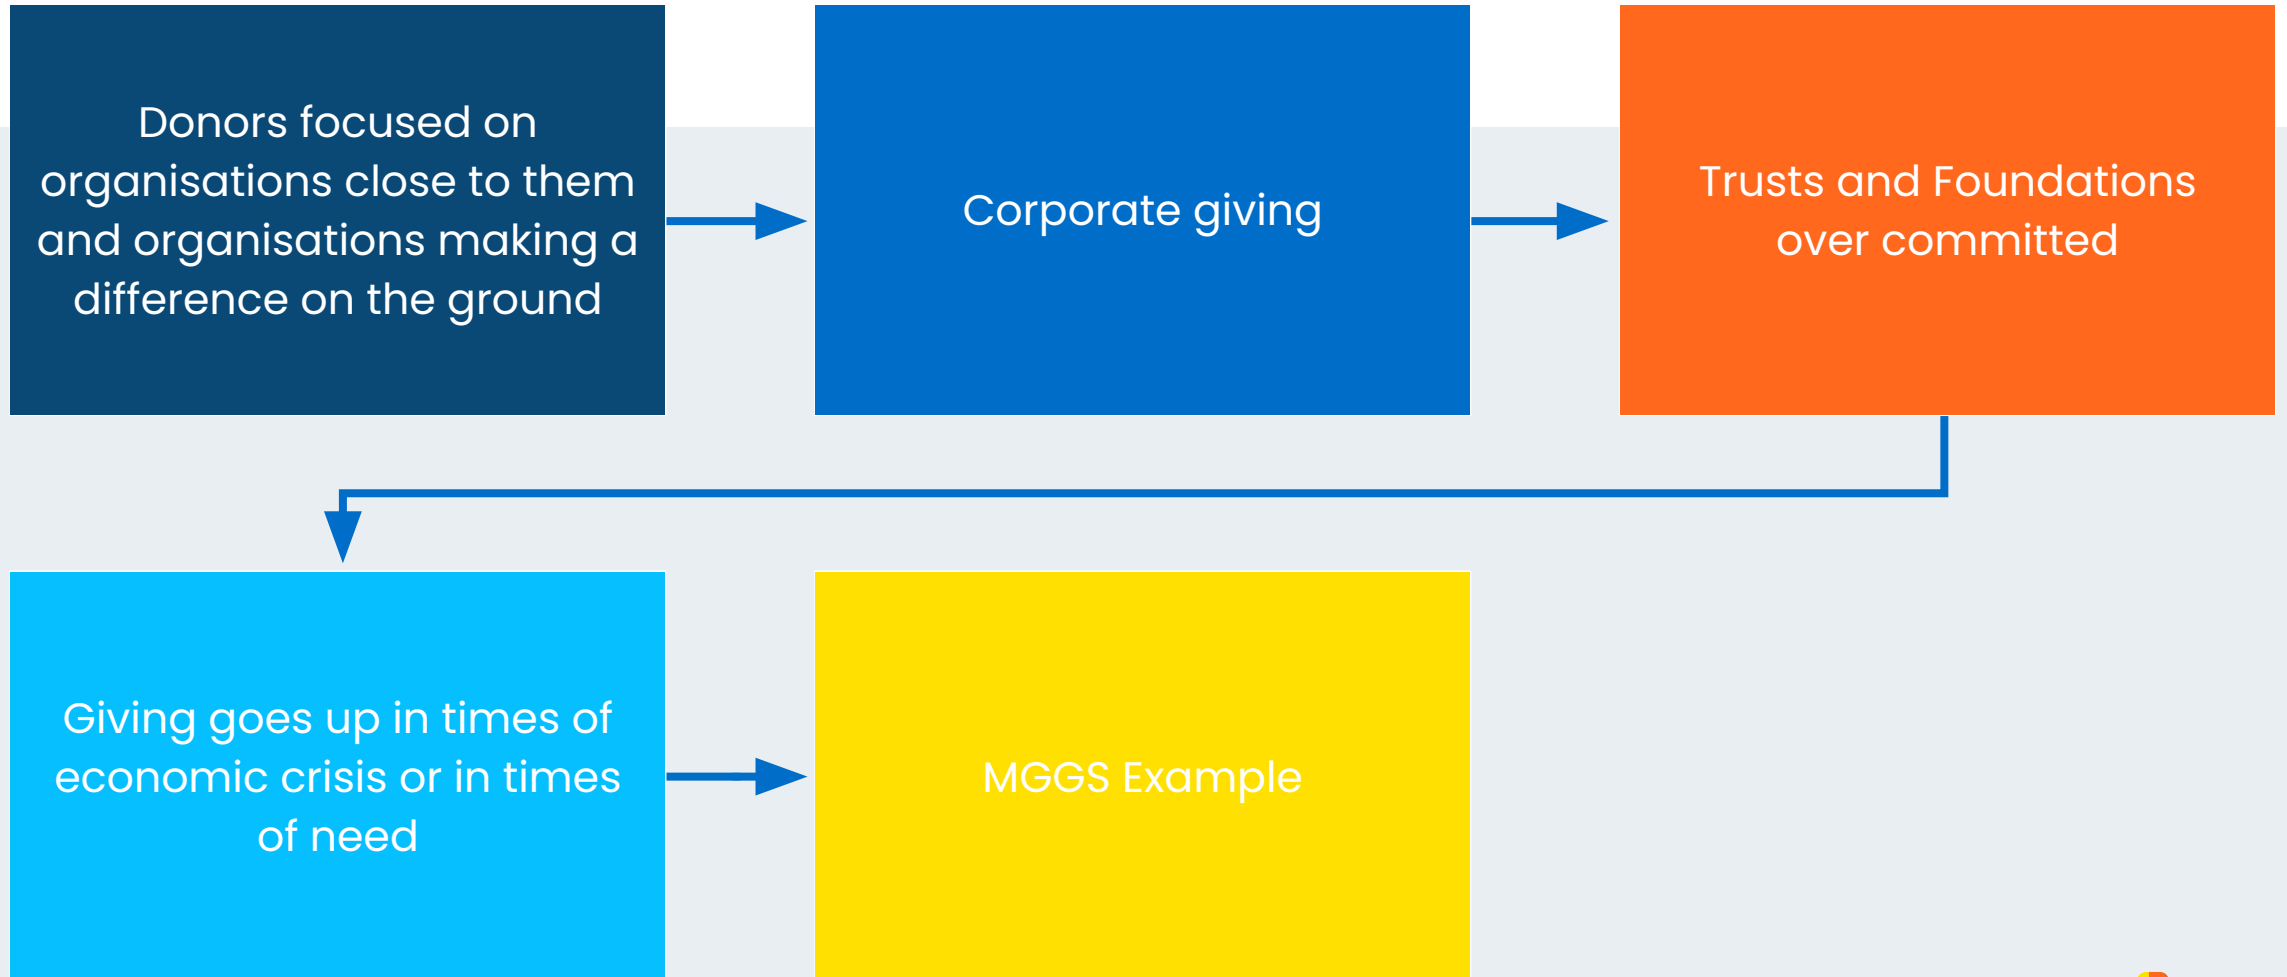 Donors focused on
organisations close to them
and organisations making a
difference on the ground
Corporate giving
Trusts and Foundations
over committed
Giving goes up in times of
economic crisis or in times
of need
MGGS Example